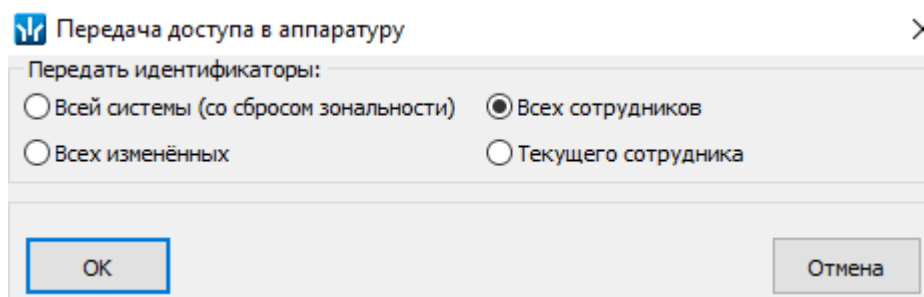 Передача доступа в аппаратуру
Передать идентификаторы:
Всей системы (со сбросом зональности) Всех сотрудников
Всех изменённых Текущего сотрудника
OK Отмена